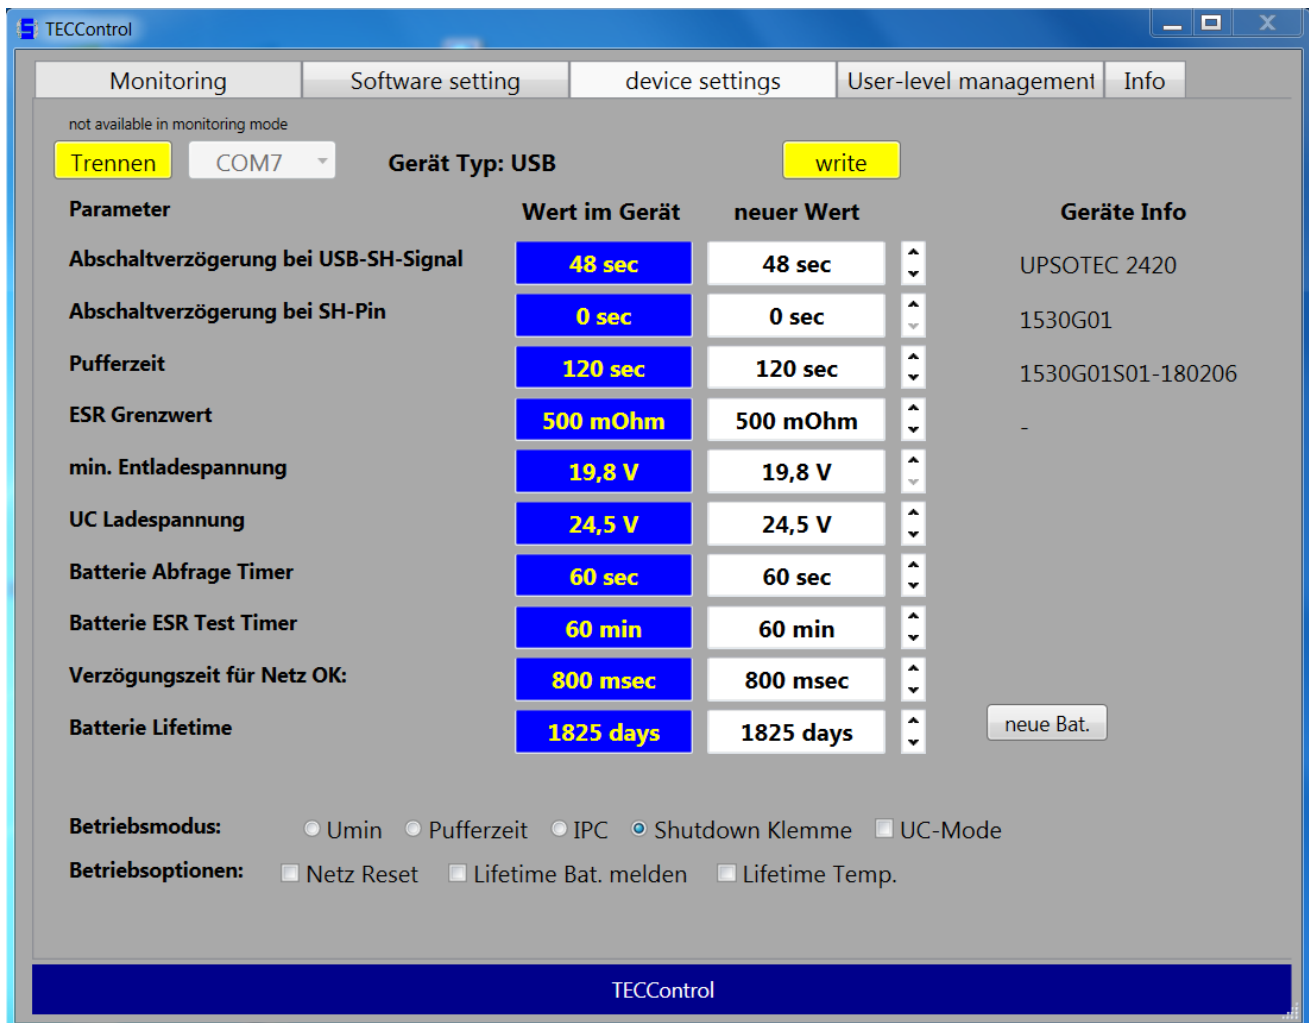 TECControl
Monitoring Software setting device settings User-level management Info
not available in monitoring mode
Trennen COM7 Gerät Typ: USB write
Parameter Wert im Gerät neuer Wert Geräte Info
Abschaltverzögerung bei USB-SH-Signal 48 sec 48 sec UPSOTEC 2420
Abschaltverzögerung bei SH-Pin 0 sec 0 sec 1530G01
Pufferzeit 120 sec 120 sec 1530G01S01-180206
ESR Grenzwert 500 mOhm 500 mOhm -
min. Entladespannung 19,8 V 19,8 V
UC Ladespannung 24,5 V 24,5 V
Batterie Abfrage Timer 60 sec 60 sec
Batterie ESR Test Timer 60 min 60 min
Verzögungszeit für Netz OK: 800 msec 800 msec
Batterie Lifetime 1825 days 1825 days neue Bat.
Betriebsmodus: Umin Pufferzeit IPC Shutdown Klemme UC-Mode
Betriebsoptionen: Netz Reset Lifetime Bat. melden Lifetime Temp.
TECControl